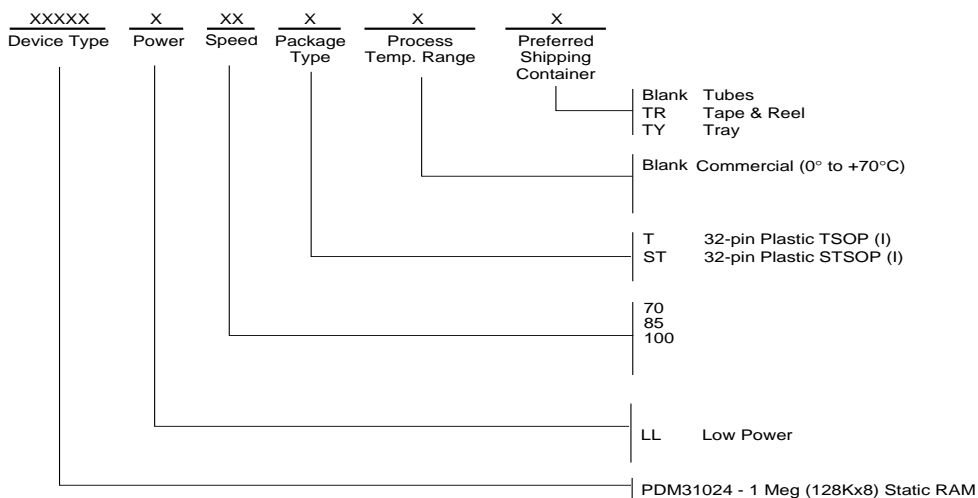 XXXXX X XX X X X
Device Type Power Speed Package Process Preferred
Type Temp. Range Shipping
Container
Blank Tubes
TR Tape & Reel
TY Tray
Blank Commercial (0° to +70°C)
T 32-pin Plastic TSOP (I)
ST 32-pin Plastic STSOP (I)
70
85
100
LL Low Power
PDM31024 - 1 Meg (128Kx8) Static RAM